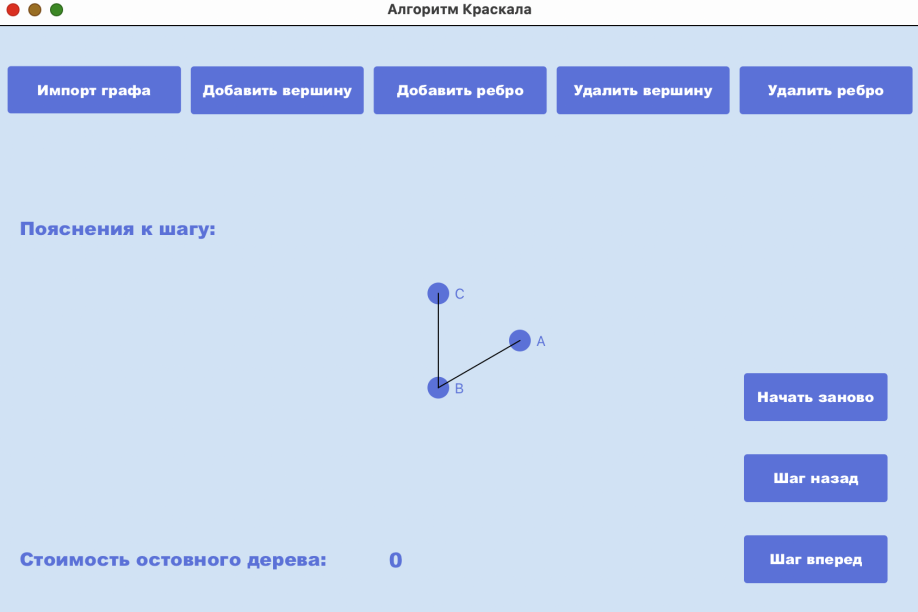 Алгоритм Краскала
Импорт графа
Добавить вершину
Добавить ребро
Удалить вершину
Удалить ребро
Пояснения к шагу:
C
A
B
Начать заново
Шаг назад
Стоимость остовного дерева: 0
Шаг вперед